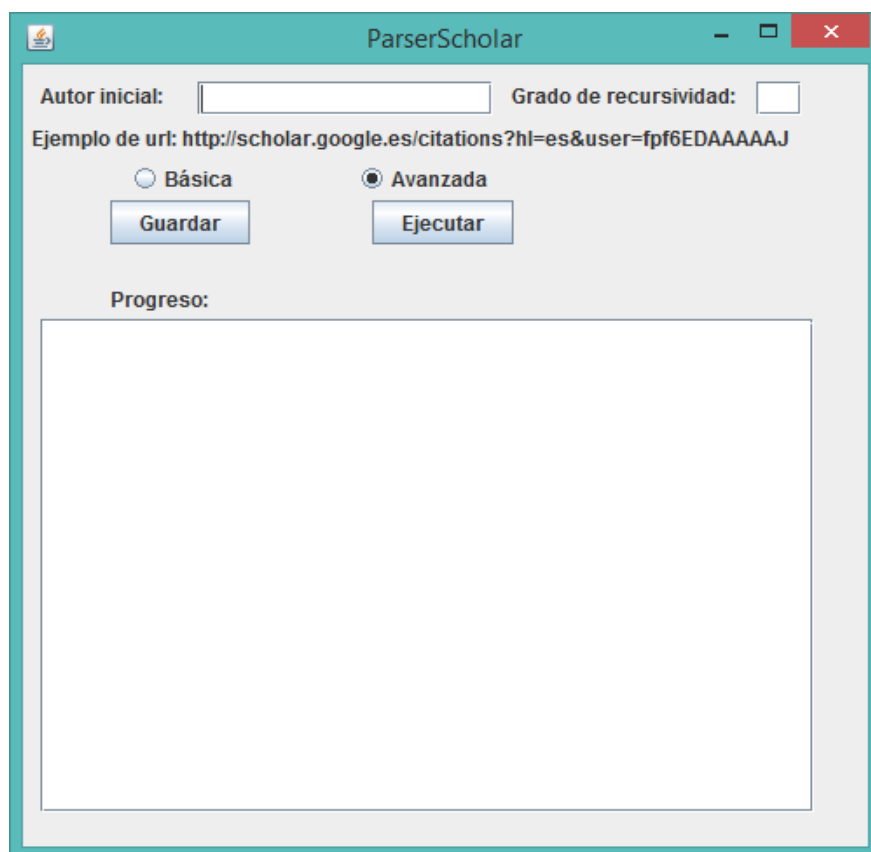 ParserScholar
Autor inicial: Grado de recursividad:
Ejemplo de url: http://scholar.google.es/citations?hl=es&user=fpf6EDAAAAAJ
Básica Avanzada
Guardar Ejecutar
Progreso: